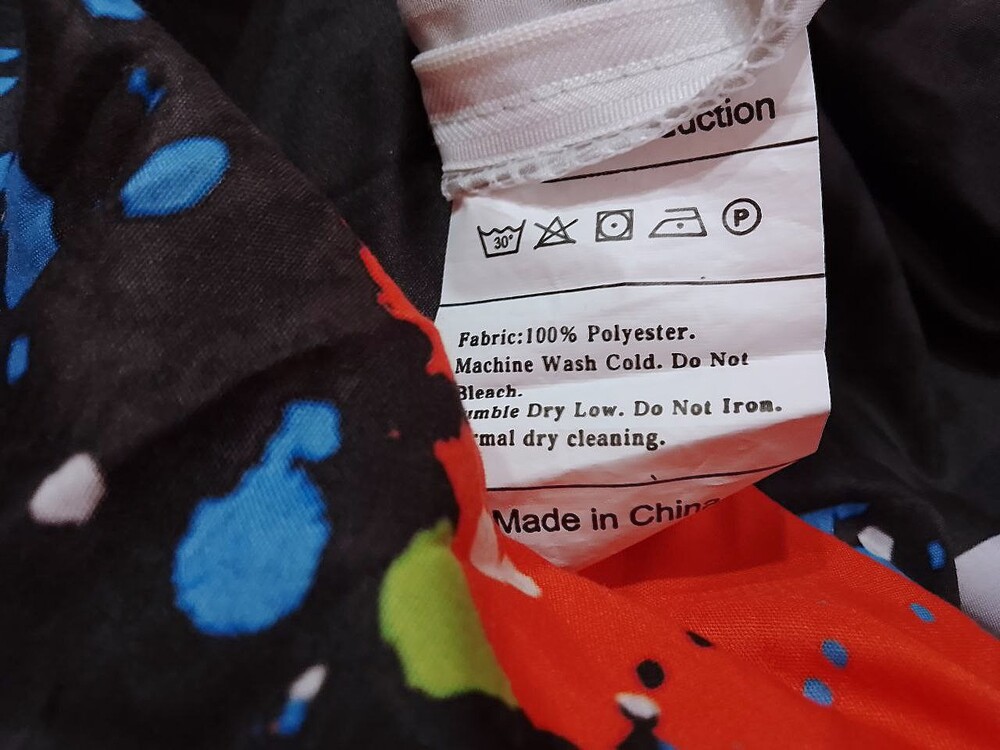 uction
30°
P
Fabric:100% Polyester.
Machine Wash Cold. Do Not
Bleach.
umble Dry Low. Do Not Iron.
rmal dry cleaning.
Made in China